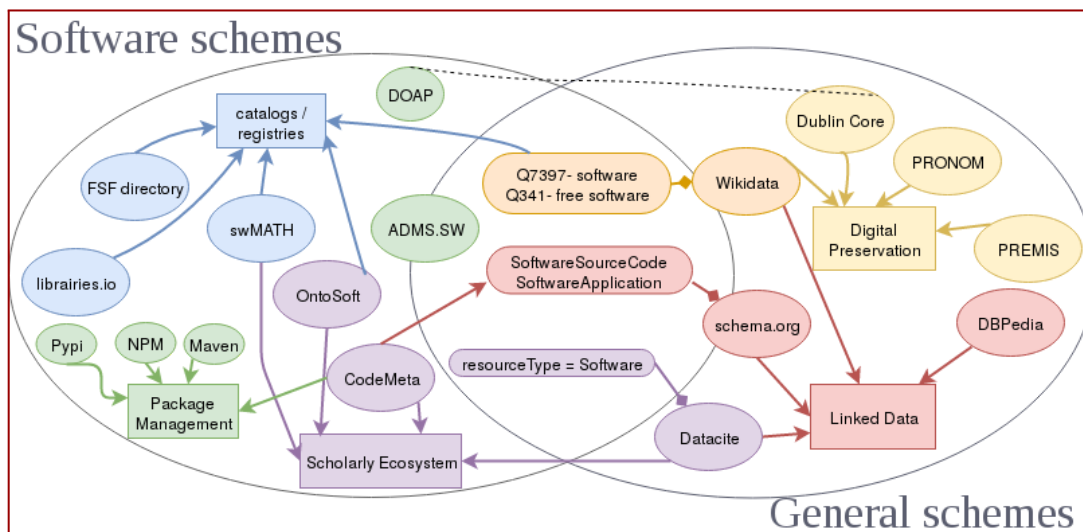 Software schemes
DOAP
catalogs /
registries
Dublin Core
FSF directory
PRONOM
Q7397- software
Q341- free software
Wikidata
swMATH
ADMS.SW
Digital
Preservation
PREMIS
librairies.io
OntoSoft
SoftwareSourceCode
SoftwareApplication
schema.org
DBPedia
Pypi
NPM
Maven
CodeMeta
resourceType = Software
Package
Management
Datacite
Linked Data
Scholarly Ecosystem
General schemes